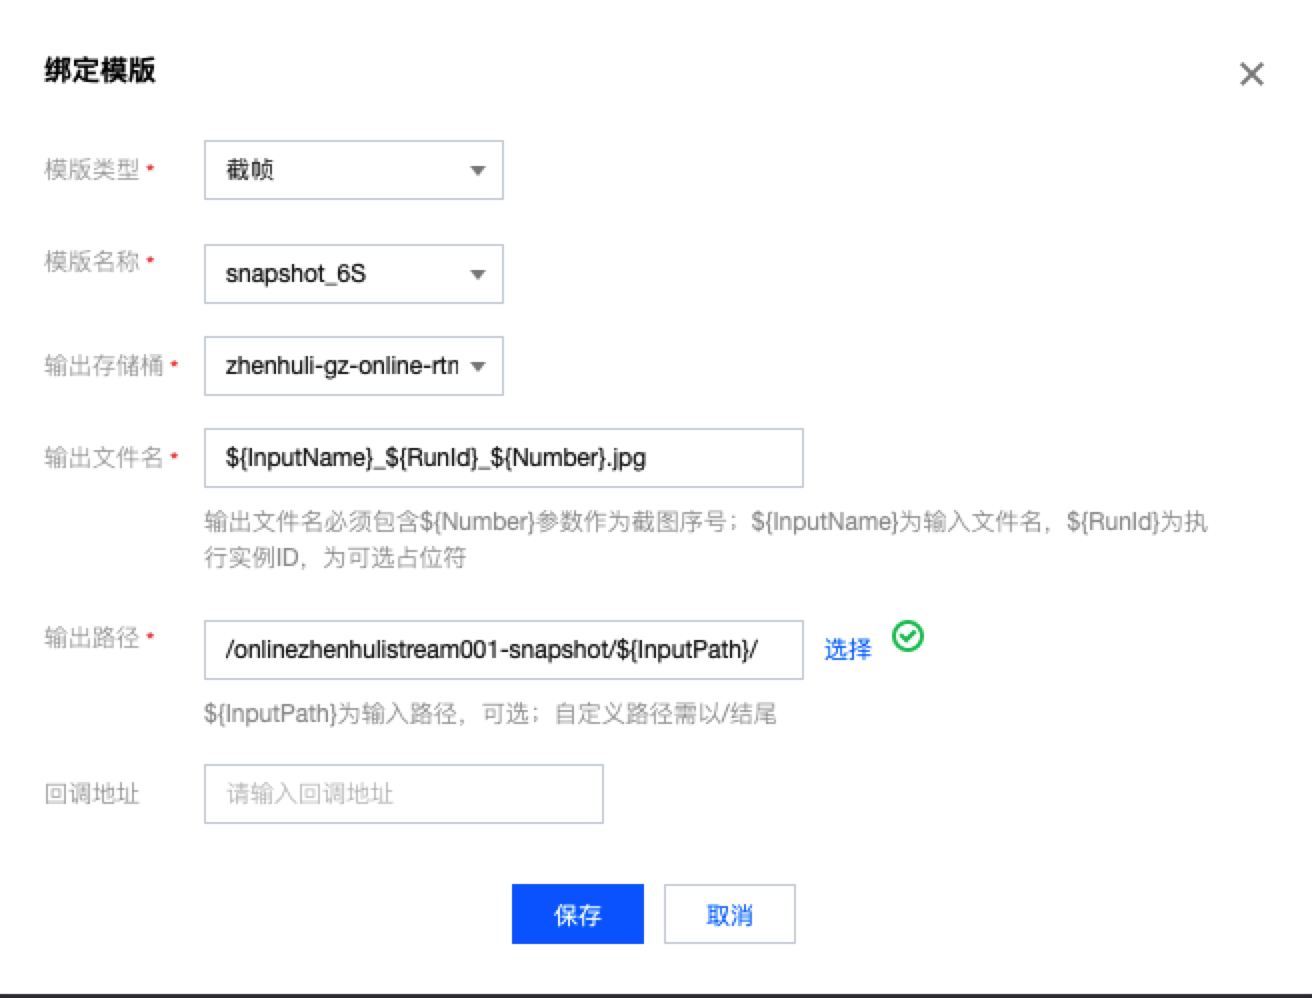 绑定模版
模版类型*
截帧
模版名称*
snapshot_6S
输出存储桶*
zhenhuli-gz-online-rtn
输出文件名*
${InputName}_${RunId}_${Number}.jpg
输出文件名必须包含${Number}参数作为截图序号；${InputName}为输入文件名，${RunId}为执
行实例ID，为可选占位符
输出路径*
/onlinezhenhulistream001-snapshot/${InputPath}/
选择
${InputPath}为输入路径，可选；自定义路径需以/结尾
回调地址
请输入回调地址
保存
取消